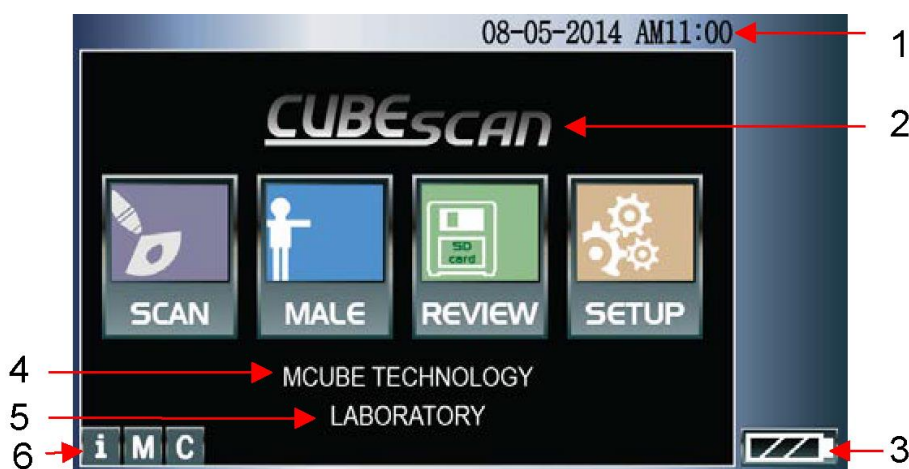 08-05-2014 AM11:00
1
CUBEscan
2
SD
card
SCAN MALE REVIEW SETUP
4
MCUBE TECHNOLOGY
5
LABORATORY
6
i M C
3